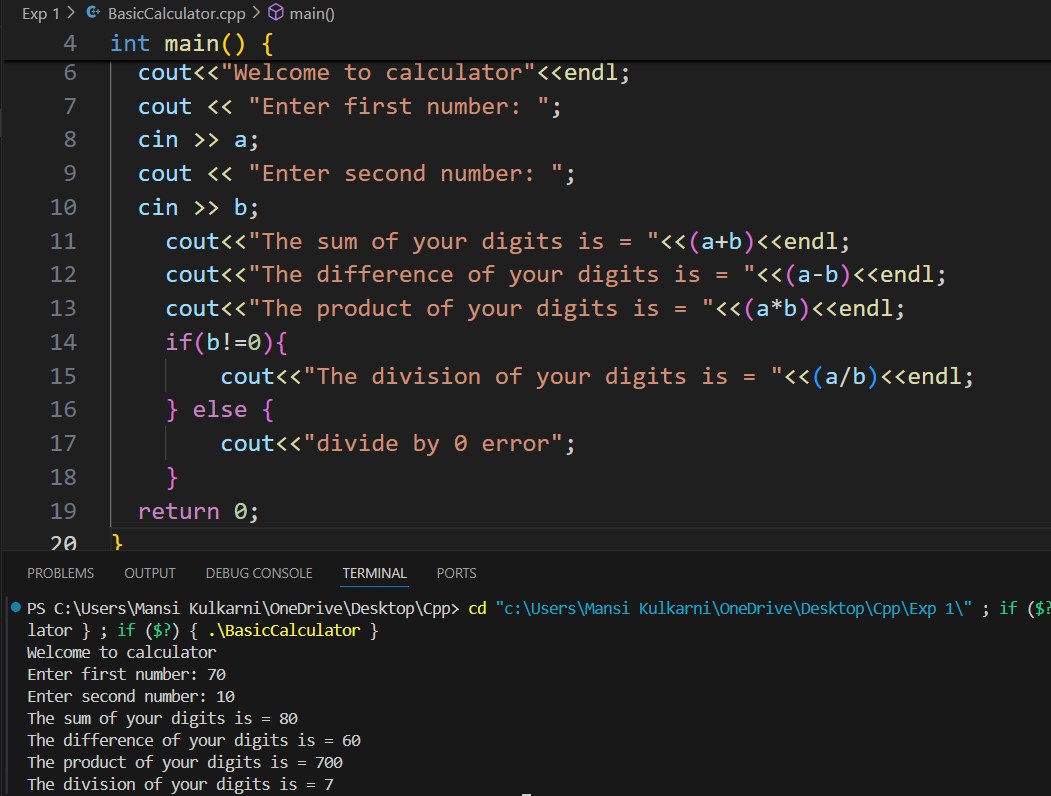 Exp 1 > BasicCalculator.cpp > main()
4 int main() {
6 cout<<"Welcome to calculator"<<endl;
7 cout << "Enter first number: ";
8 cin >> a;
9 cout << "Enter second number: ";
10 cin >> b;
11 cout<<"The sum of your digits is = "<<(a+b)<<endl;
12 cout<<"The difference of your digits is = "<<(a-b)<<endl;
13 cout<<"The product of your digits is = "<<(a*b)<<endl;
14 if(b!=0){
15 cout<<"The division of your digits is = "<<(a/b)<<endl;
16 } else {
17 cout<<"divide by 0 error";
18 }
19 return 0;
20 }
PROBLEMS OUTPUT DEBUG CONSOLE TERMINAL PORTS
PS C:\Users\Mansi Kulkarni\OneDrive\Desktop\Cpp> cd "c:\Users\Mansi Kulkarni\OneDrive\Desktop\Cpp\Exp 1\" ; if ($?
lator } ; if ($?) { .\BasicCalculator }
Welcome to calculator
Enter first number: 70
Enter second number: 10
The sum of your digits is = 80
The difference of your digits is = 60
The product of your digits is = 700
The division of your digits is = 7